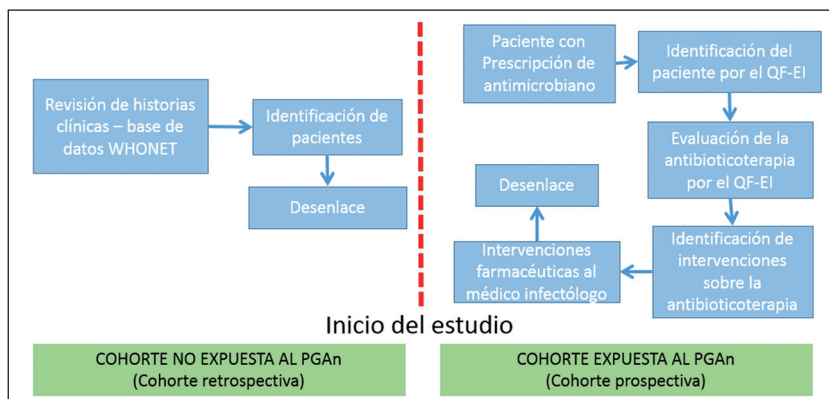 Revisión de historias
clínicas – base de
datos WHONET
Identificación de
pacientes
Desenlace
Paciente con
Prescripción de
antimicrobiano
Identificación del
paciente por el QF-EI
Evaluación de la
antibioticoterapia
por el QF-EI
Identificación de
intervenciones
sobre la
antibioticoterapia
Intervenciones
farmacéuticas al
médico infectólogo
Desenlace
Inicio del estudio
COHORTE NO EXPUESTA AL PGAn
(Cohorte retrospectiva)
COHORTE EXPUESTA AL PGAn
(Cohorte prospectiva)